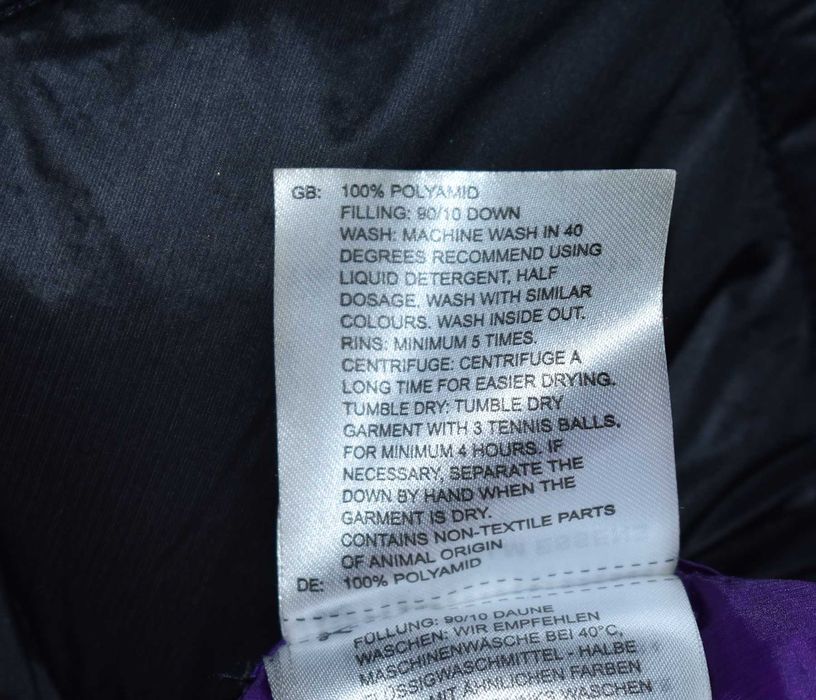 GB: 100% POLYAMID
FILLING: 90/10 DOWN
WASH: MACHINE WASH IN 40
DEGREES RECOMMEND USING
LIQUID DETERGENT, HALF
DOSAGE. WASH WITH SIMILAR
COLOURS. WASH INSIDE OUT.
RINS: MINIMUM 5 TIMES.
CENTRIFUGE: CENTRIFUGE A
LONG TIME FOR EASIER DRYING.
TUMBLE DRY: TUMBLE DRY
GARMENT WITH 3 TENNIS BALLS,
FOR MINIMUM 4 HOURS. IF
NECESSARY, SEPARATE THE
DOWN BY HAND WHEN THE
GARMENT IS DRY.
CONTAINS NON-TEXTILE PARTS
OF ANIMAL ORIGIN
DE: 100% POLYAMID
FÜLLUNG: 90/10 DAUNE
WASCHEN: WIR EMPFEHLEN
MASCHINENWÄSCHE BEI 40°C,
FLÜSSIGWASCHMITTEL - HALBE
MIT ÄHNLICHEN FARBEN
WASCHEN